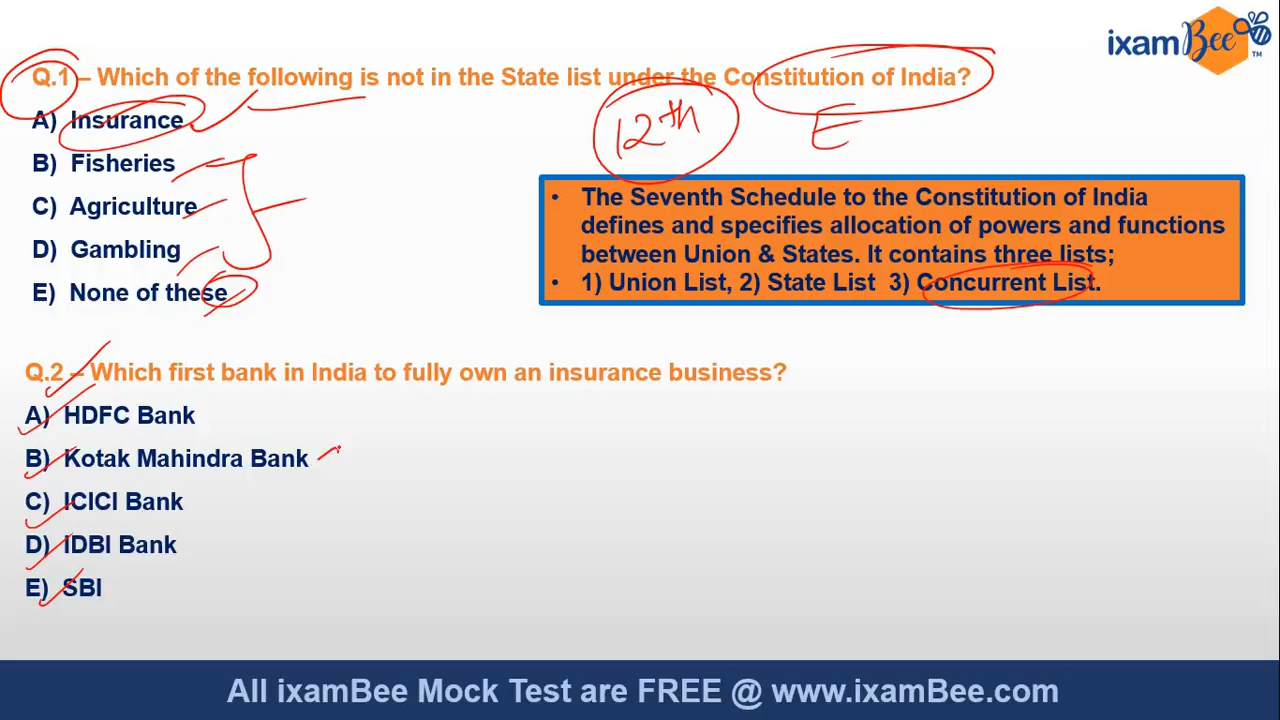 ixamBee™
Q.1 – Which of the following is not in the State list under the Constitution of India?
A) Insurance
12th
E
B) Fisheries
C) Agriculture
D) Gambling
E) None of these
• The Seventh Schedule to the Constitution of India
defines and specifies allocation of powers and functions
between Union & States. It contains three lists;
• 1) Union List, 2) State List 3) Concurrent List.
Q.2 – Which first bank in India to fully own an insurance business?
A) HDFC Bank
B) Kotak Mahindra Bank
C) ICICI Bank
D) IDBI Bank
E) SBI
All ixamBee Mock Test are FREE @ www.ixamBee.com